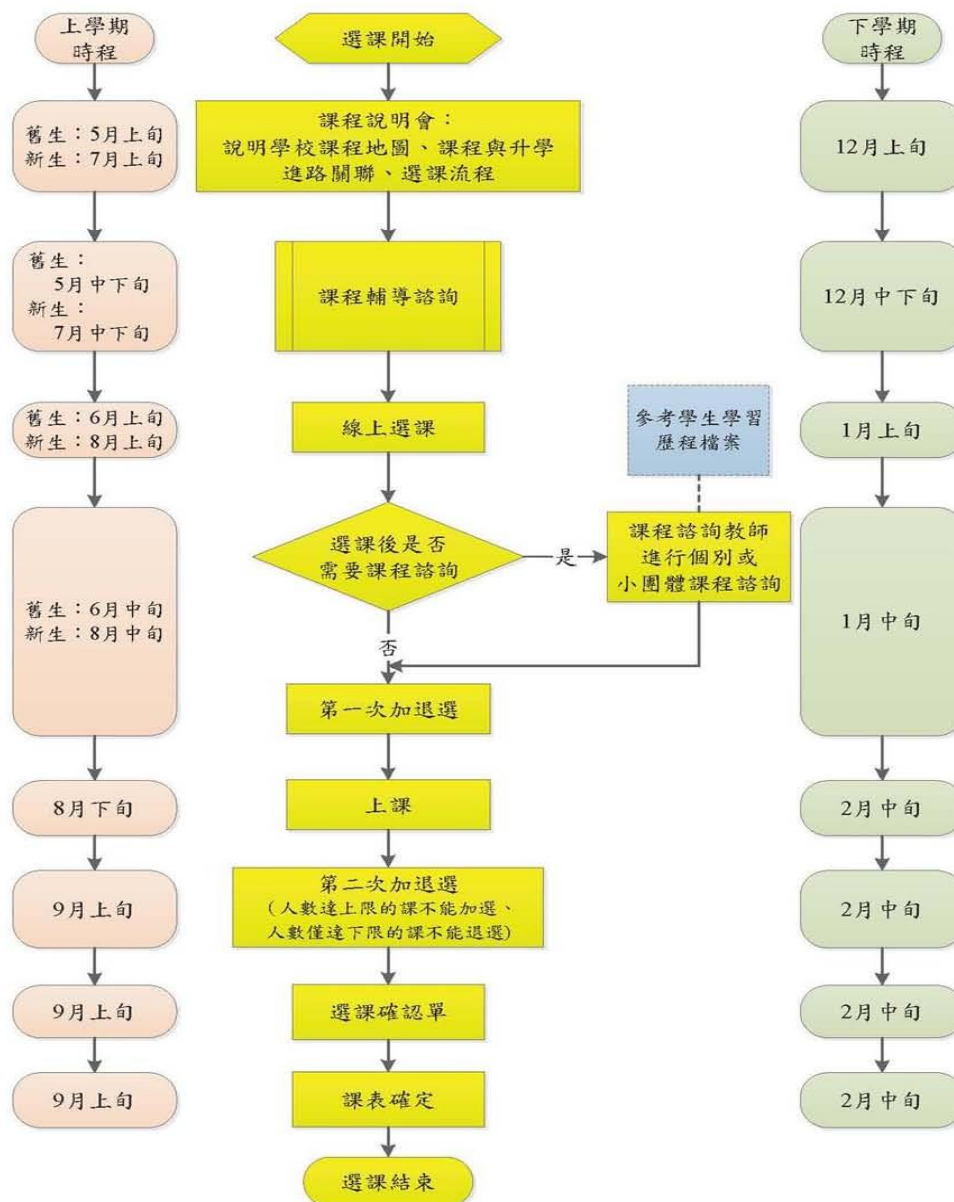 上學期
時程
選課開始
下學期
時程
舊生：5月上旬
新生：7月上旬
課程說明會：
說明學校課程地圖、課程與升學
進路關聯、選課流程
12月上旬
舊生：
5月中下旬
新生：
7月中下旬
課程輔導諮詢
12月中下旬
舊生：6月上旬
新生：8月上旬
線上選課
參考學生學習
歷程檔案
1月上旬
舊生：6月中旬
新生：8月中旬
選課後是否
需要課程諮詢
是
課程諮詢教師
進行個別或
小團體課程諮詢
1月中旬
否
第一次加退選
8月下旬
上課
2月中旬
9月上旬
第二次加退選
（人數達上限的課不能加選、
人數僅達下限的課不能退選）
2月中旬
9月上旬
選課確認單
2月中旬
9月上旬
課表確定
2月中旬
選課結束